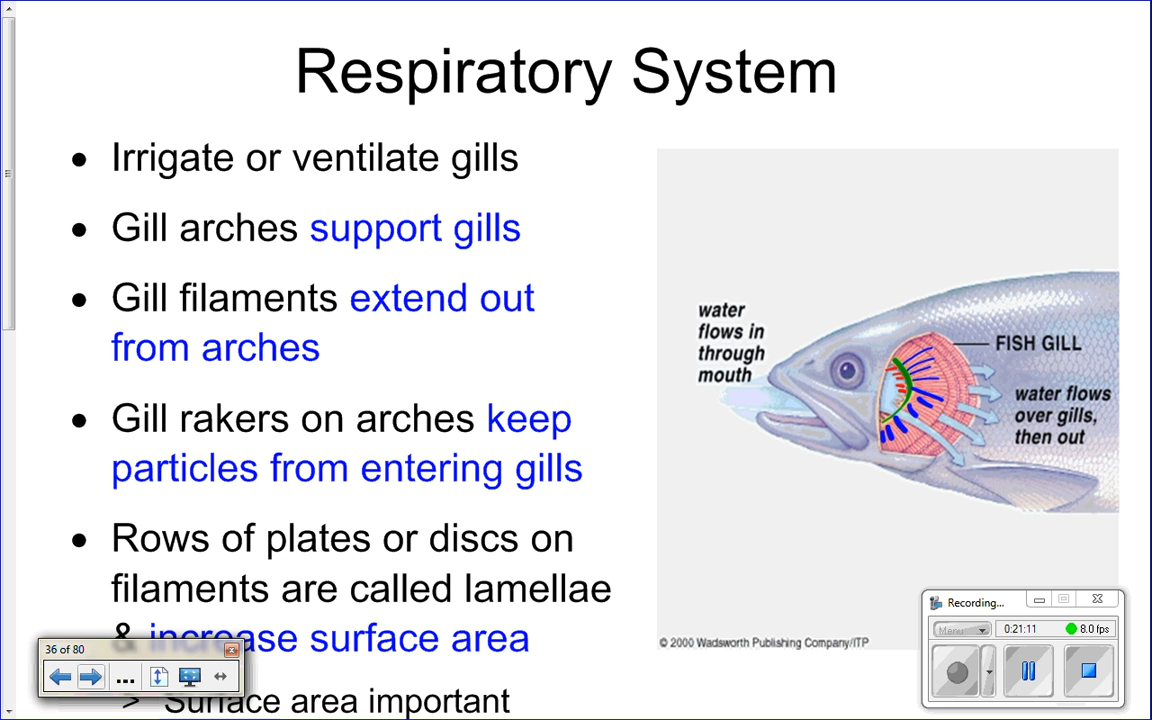 Respiratory System
• Irrigate or ventilate gills
• Gill arches support gills
• Gill filaments extend out
from arches
• Gill rakers on arches keep
particles from entering gills
• Rows of plates or discs on
filaments are called lamellae
& increase surface area
> Surface area important
water
flows in
through
mouth
FISH GILL
water flows
over gills,
then out
© 2000 Wadsworth Publishing Company/ITP
36 of 80
...
Recording...
Menu
0:21:11
8.0 fps